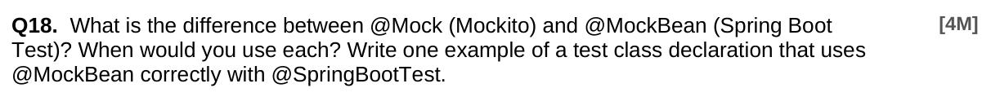 Q18. What is the difference between @Mock (Mockito) and @MockBean (Spring Boot [4M]
Test)? When would you use each? Write one example of a test class declaration that uses
@MockBean correctly with @SpringBootTest.